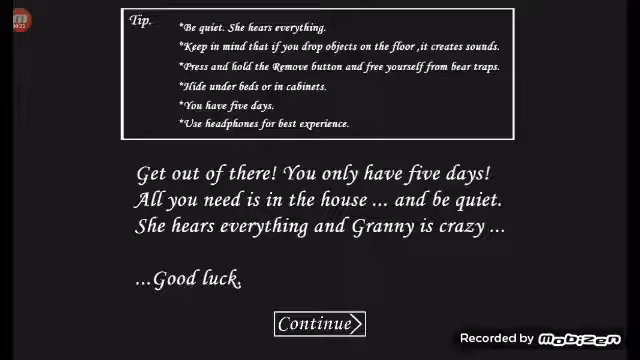 Tip.
*Be quiet. She hears everything.
*Keep in mind that if you drop objects on the floor ,it creates sounds.
*Press and hold the Remove button and free yourself from bear traps.
*Hide under beds or in cabinets.
*You have five days.
*Use headphones for best experience.
Get out of there! You only have five days!
All you need is in the house ... and be quiet.
She hears everything and Granny is crazy ...
...Good luck.
Continue
Recorded by Mobizen